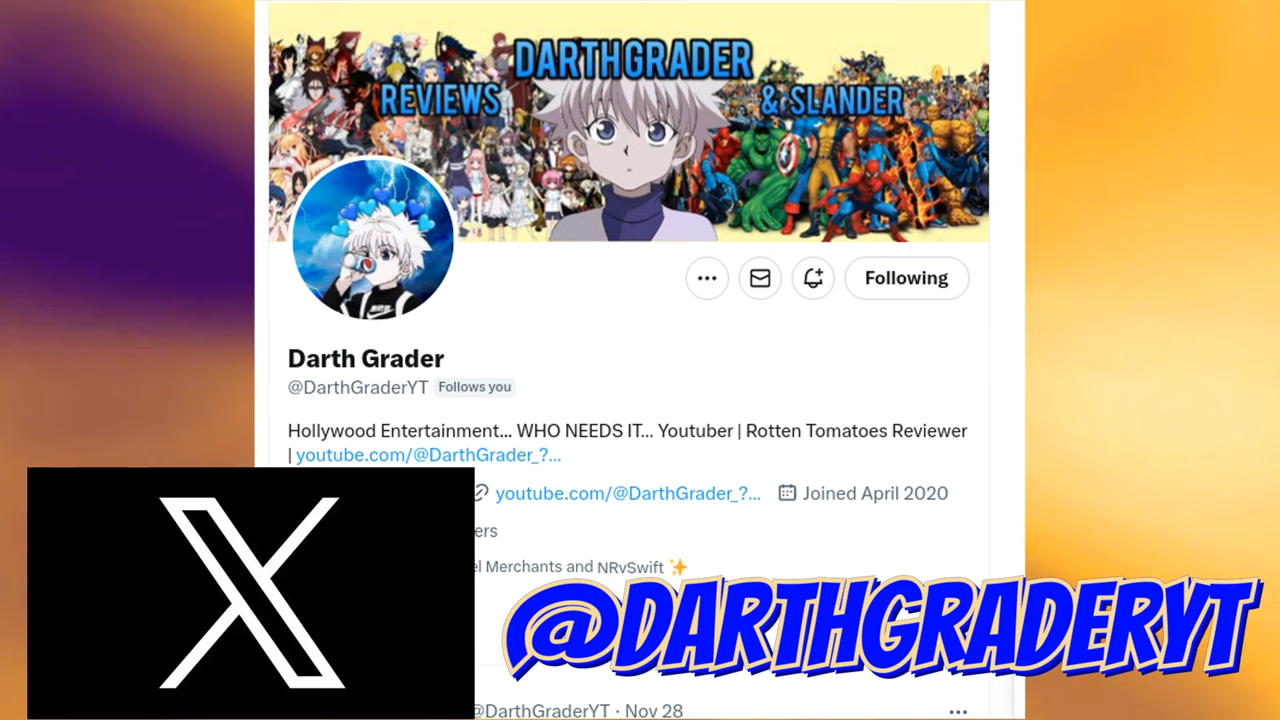 DARTHGRADER
REVIEWS & SLANDER
Following
Darth Grader
@DarthGraderYT Follows you
Hollywood Entertainment... WHO NEEDS IT... Youtuber | Rotten Tomatoes Reviewer
| youtube.com/@DarthGrader_?...
youtube.com/@DarthGrader_?... Joined April 2020
ers
el Merchants and NRvSwift ✨
X
@DARTHGRADERYT
@DarthGraderYT · Nov 28